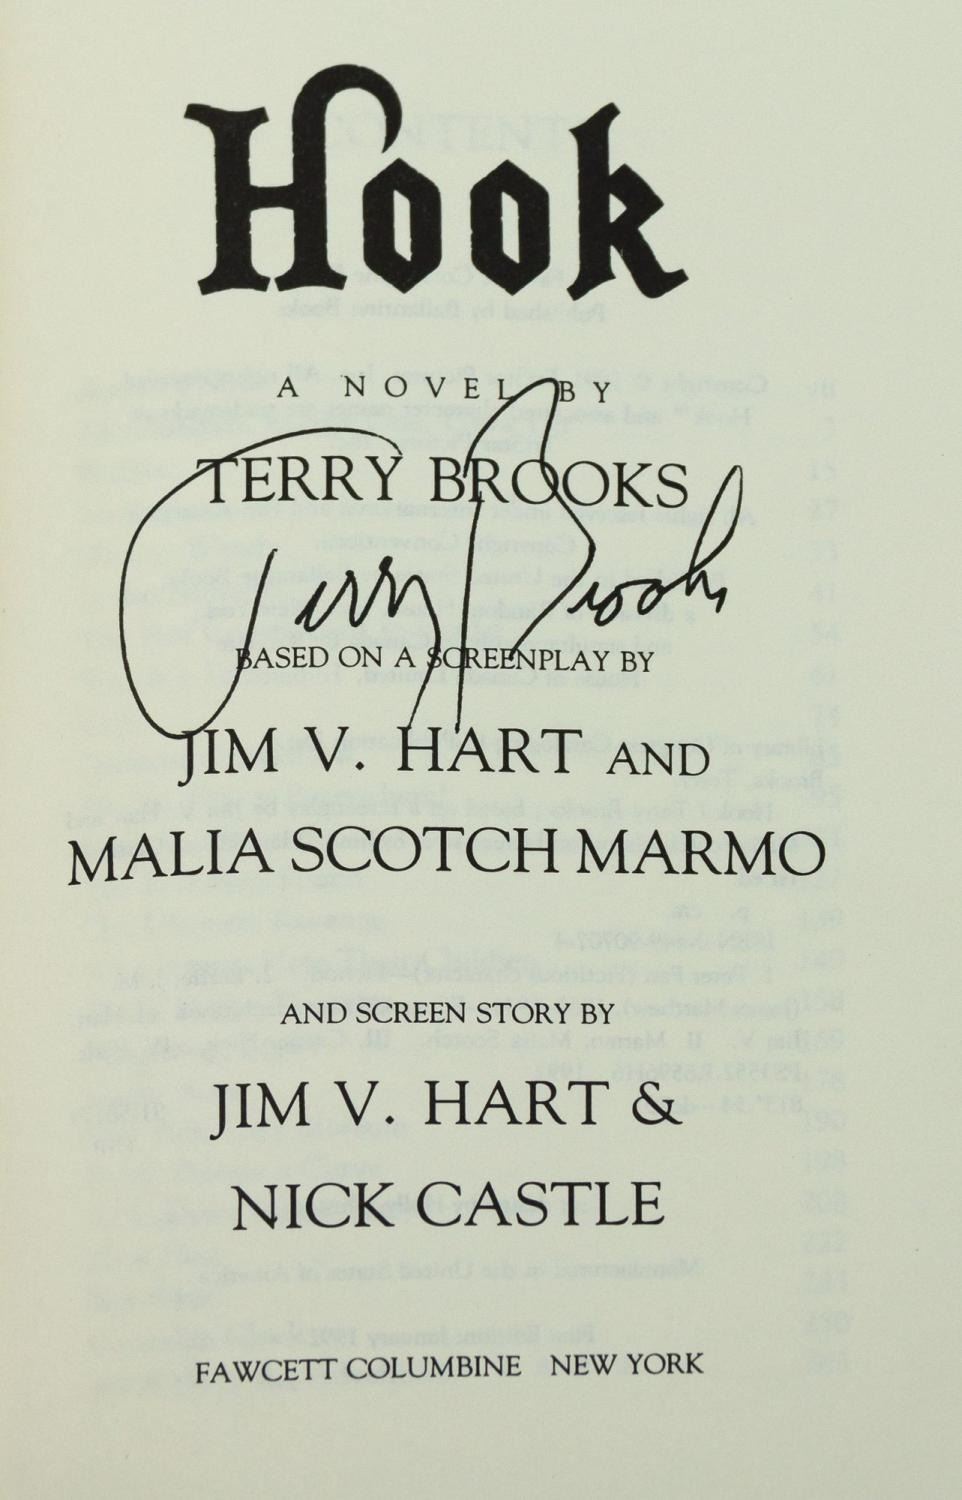 Hook
A NOVEL BY
TERRY BROOKS
Terry Brooks
BASED ON A SCREENPLAY BY
JIM V. HART AND
MALIA SCOTCH MARMO
AND SCREEN STORY BY
JIM V. HART &
NICK CASTLE
FAWCETT COLUMBINE NEW YORK